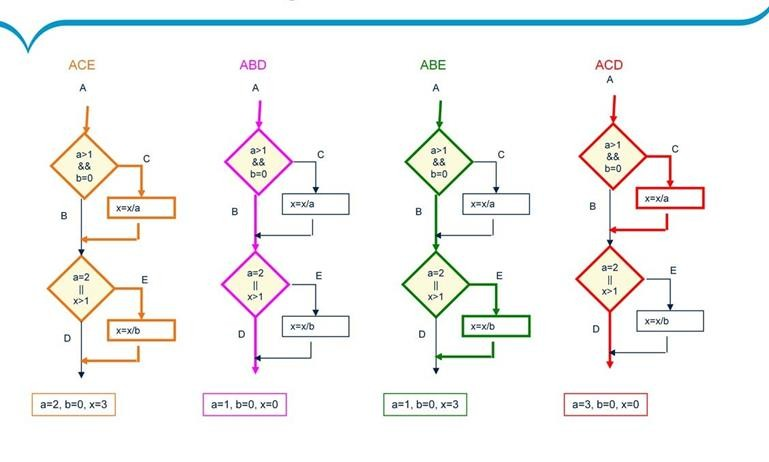 ACE
A
a>1
&&
b=0
C
x=x/a
B
a=2
||
x>1
E
x=x/b
D
a=2, b=0, x=3
ABD
A
a>1
&&
b=0
C
x=x/a
B
a=2
||
x>1
E
x=x/b
D
a=1, b=0, x=0
ABE
A
a>1
&&
b=0
C
x=x/a
B
a=2
||
x>1
E
x=x/b
D
a=1, b=0, x=3
ACD
A
a>1
&&
b=0
C
x=x/a
B
a=2
||
x>1
E
x=x/b
D
a=3, b=0, x=0